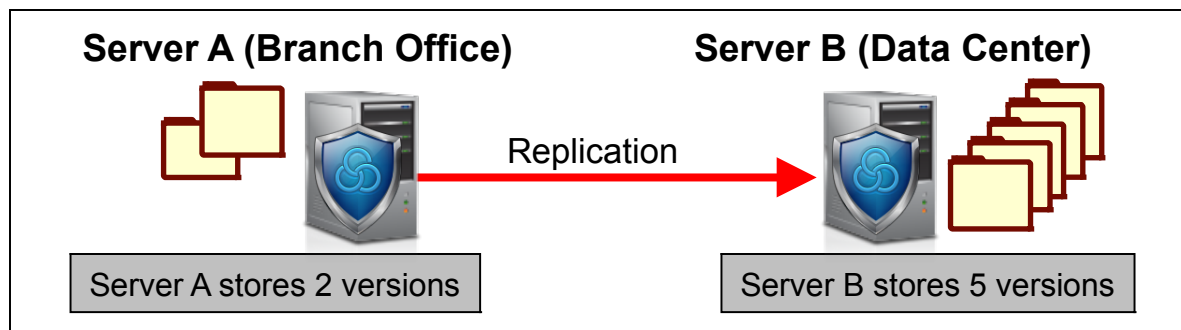 Server A (Branch Office)
Server B (Data Center)
Replication
Server A stores 2 versions
Server B stores 5 versions